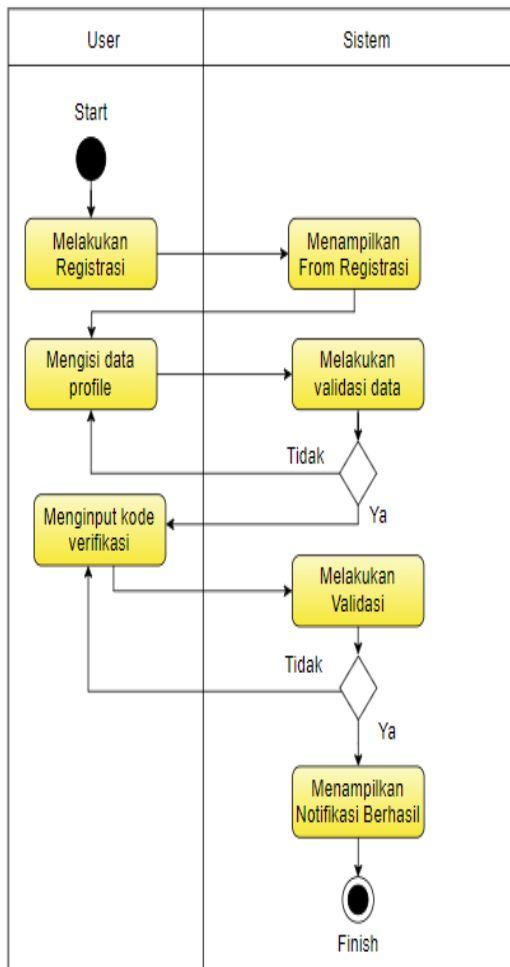 User
Sistem
Start
Melakukan
Registrasi
Menampilkan
From Registrasi
Mengisi data
profile
Melakukan
validasi data
Tidak
Ya
Menginput kode
verifikasi
Melakukan
Validasi
Tidak
Ya
Menampilkan
Notifikasi Berhasil
Finish